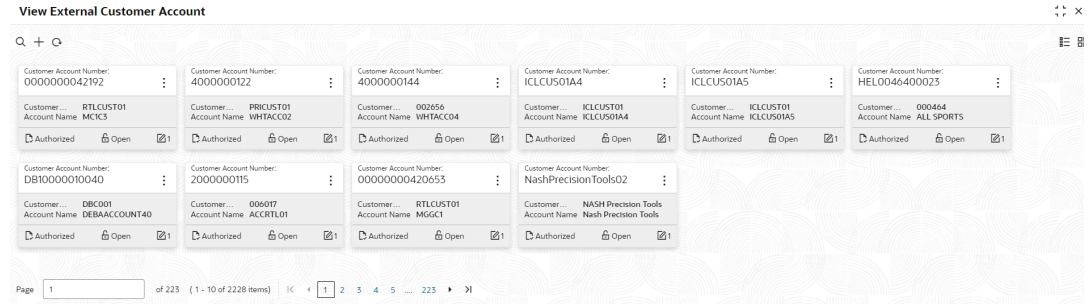 View External Customer Account
Customer Account Number:
0000000042192
Customer... RTLCUST01
Account Name MC1C3
Authorized Open 1
Customer Account Number:
4000000122
Customer... PRICUST01
Account Name WHTACC02
Authorized Open 1
Customer Account Number:
4000000144
Customer... 002656
Account Name WHTACC04
Authorized Open 1
Customer Account Number:
ICLCUS01A4
Customer... ICLCUST01
Account Name ICLCUS01A4
Authorized Open 1
Customer Account Number:
ICLCUS01A5
Customer... ICLCUST01
Account Name ICLCUS01A5
Authorized Open 1
Customer Account Number:
HEL0046400023
Customer... 000464
Account Name ALL SPORTS
Authorized Open 1
Customer Account Number:
DB10000010040
Customer... DBC001
Account Name DEBAACCOUNT40
Authorized Open 1
Customer Account Number:
2000000115
Customer... 006017
Account Name ACCRTL01
Authorized Open 1
Customer Account Number:
00000000420653
Customer... RTLCUST01
Account Name MGGC1
Authorized Open 1
Customer Account Number:
NashPrecisionTools02
Customer... NASH Precision Tools
Account Name Nash Precision Tools
Authorized Open 1
Page 1 of 223 ( 1 - 10 of 2228 items) 1 2 3 4 5 .... 223